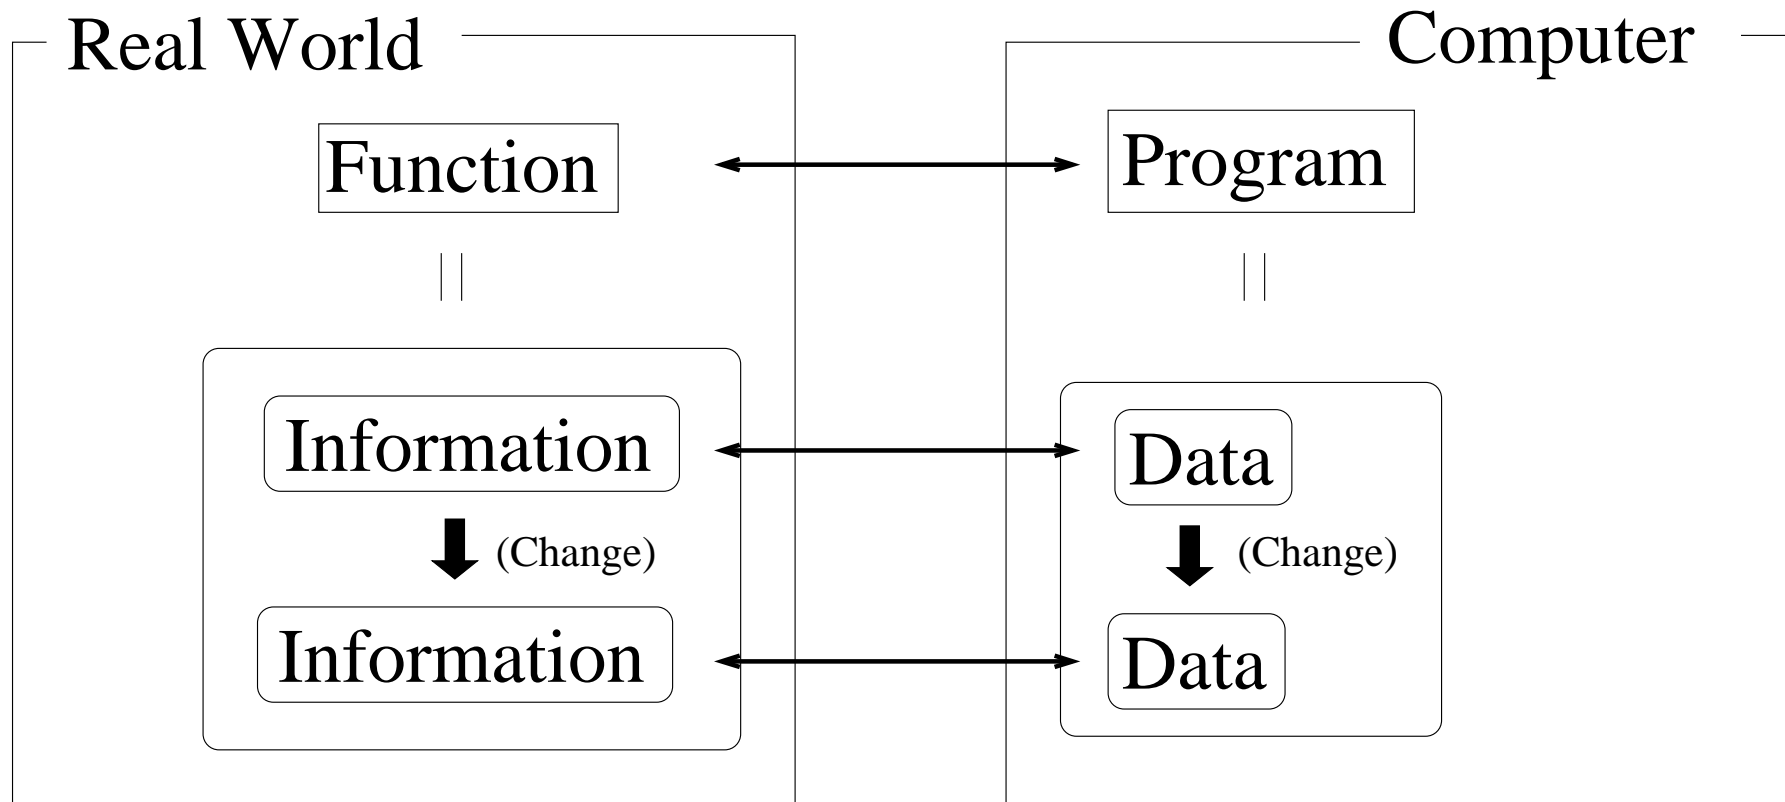 Real World
Computer
Function
Program
Information
Data
(Change)
(Change)
Information
Data